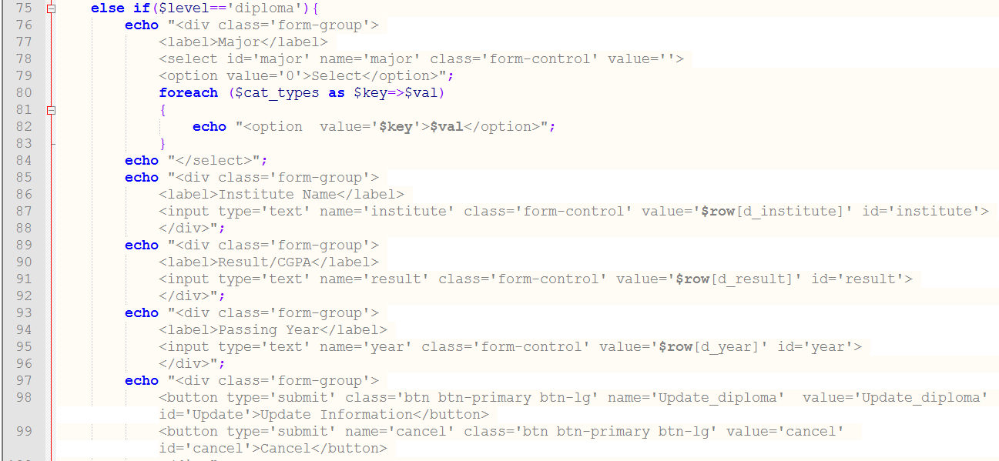 75 else if($level=='diploma'){
76 echo "<div class='form-group'>
77 <label>Major</label>
78 <select id='major' name='major' class='form-control' value=''>
79 <option value='0'>Select</option>";
80 foreach ($cat_types as $key=>$val)
81 {
82 echo "<option  value='$key'>$val</option>";
83 }
84 echo "</select>";
85 echo "<div class='form-group'>
86 <label>Institute Name</label>
87 <input type='text' name='institute' class='form-control' value='$row[d_institute]' id='institute'>
88 </div>";
89 echo "<div class='form-group'>
90 <label>Result/CGPA</label>
91 <input type='text' name='result' class='form-control' value='$row[d_result]' id='result'>
92 </div>";
93 echo "<div class='form-group'>
94 <label>Passing Year</label>
95 <input type='text' name='year' class='form-control' value='$row[d_year]' id='year'>
96 </div>";
97 echo "<div class='form-group'>
98 <button type='submit' class='btn btn-primary btn-lg' name='Update_diploma'  value='Update_diploma'
id='Update'>Update Information</button>
99 <button type='submit' name='cancel' class='btn btn-primary btn-lg' value='cancel'
id='cancel'>Cancel</button>